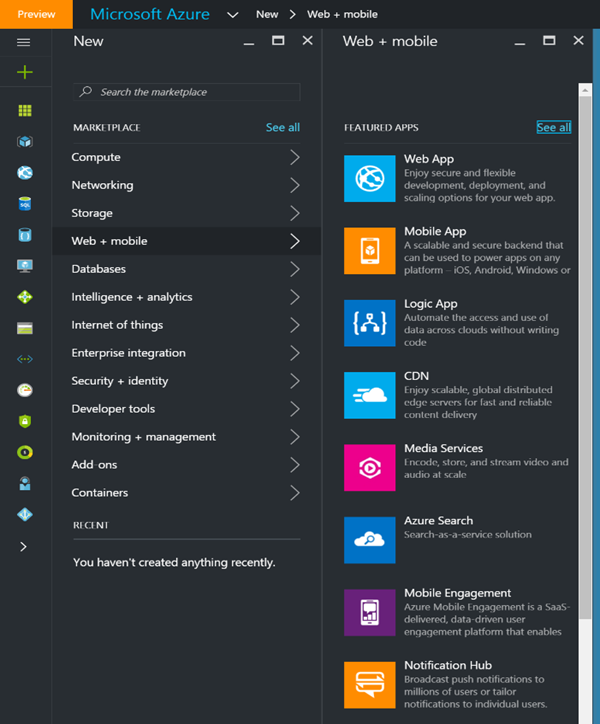 Preview
Microsoft Azure
New
Web + mobile
New
Search the marketplace
MARKETPLACE
See all
Compute
Networking
Storage
Web + mobile
Databases
Intelligence + analytics
Internet of things
Enterprise integration
Security + identity
Developer tools
Monitoring + management
Add-ons
Containers
RECENT
You haven't created anything recently.
Web + mobile
FEATURED APPS
See all
Web App
Enjoy secure and flexible
development, deployment, and
scaling options for your web app.
Mobile App
A scalable and secure backend that
can be used to power apps on any
platform – iOS, Android, Windows or
Logic App
Automate the access and use of
data across clouds without writing
code
CDN
Enjoy scalable, global distributed
edge servers for fast and reliable
content delivery
Media Services
Encode, store, and stream video and
audio at scale
Azure Search
Search-as-a-service solution
Mobile Engagement
Azure Mobile Engagement is a SaaS-
delivered, data-driven user
engagement platform that enables
Notification Hub
Broadcast push notifications to
millions of users or tailor
notifications to individual users.